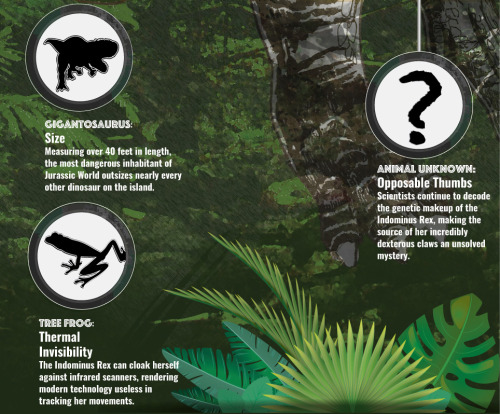 GIGANTOSAURUS:
Size
Measuring over 40 feet in length,
the most dangerous inhabitant of
Jurassic World outsizes nearly every
other dinosaur on the island.
?
ANIMAL UNKNOWN:
Opposable Thumbs
Scientists continue to decode
the genetic makeup of the
Indominus Rex, making the
source of her incredibly
dexterous claws an unsolved
mystery.
TREE FROG:
Thermal
Invisibility
The Indominus Rex can cloak herself
against infrared scanners, rendering
modern technology useless in
tracking her movements.